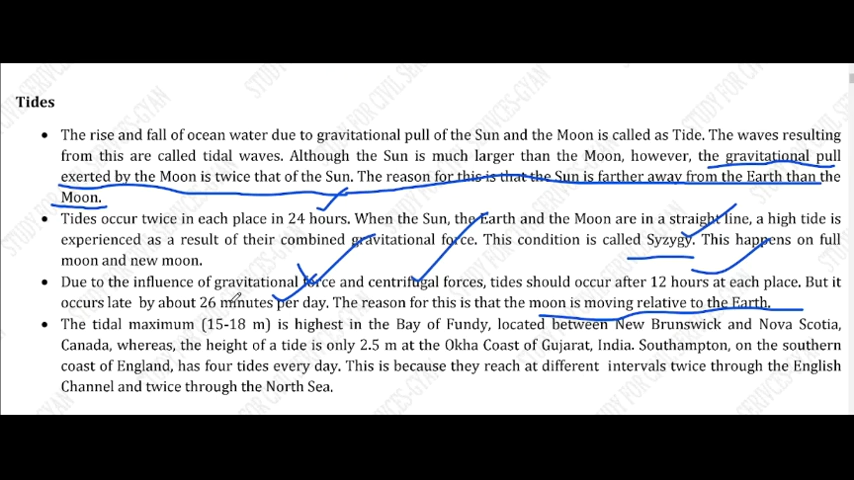 Tides
• The rise and fall of ocean water due to gravitational pull of the Sun and the Moon is called as Tide. The waves resulting
from this are called tidal waves. Although the Sun is much larger than the Moon, however, the gravitational pull
exerted by the Moon is twice that of the Sun. The reason for this is that the Sun is farther away from the Earth than the
Moon.
• Tides occur twice in each place in 24 hours. When the Sun, the Earth and the Moon are in a straight line, a high tide is
experienced as a result of their combined gravitational force. This condition is called Syzygy. This happens on full
moon and new moon.
• Due to the influence of gravitational force and centrifugal forces, tides should occur after 12 hours at each place. But it
occurs late by about 26 minutes per day. The reason for this is that the moon is moving relative to the Earth.
• The tidal maximum (15-18 m) is highest in the Bay of Fundy, located between New Brunswick and Nova Scotia,
Canada, whereas, the height of a tide is only 2.5 m at the Okha Coast of Gujarat, India. Southampton, on the southern
coast of England, has four tides every day. This is because they reach at different intervals twice through the English
Channel and twice through the North Sea.